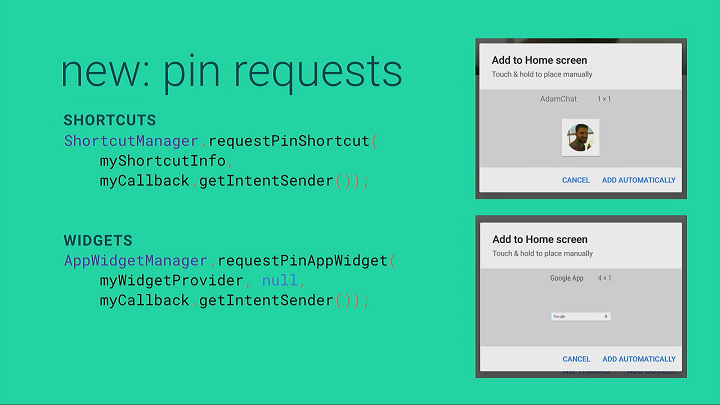 new: pin requests
SHORTCUTS
ShortcutManager.requestPinShortcut(
myShortcutInfo,
myCallback.getIntentSender());
WIDGETS
AppWidgetManager.requestPinAppWidget(
myWidgetProvider, null,
myCallback.getIntentSender());
Add to Home screen
Touch & hold to place manually
AdamChat 1 × 1
CANCEL ADD AUTOMATICALLY
Add to Home screen
Touch & hold to place manually
Google App 4 × 1
Google
CANCEL ADD AUTOMATICALLY